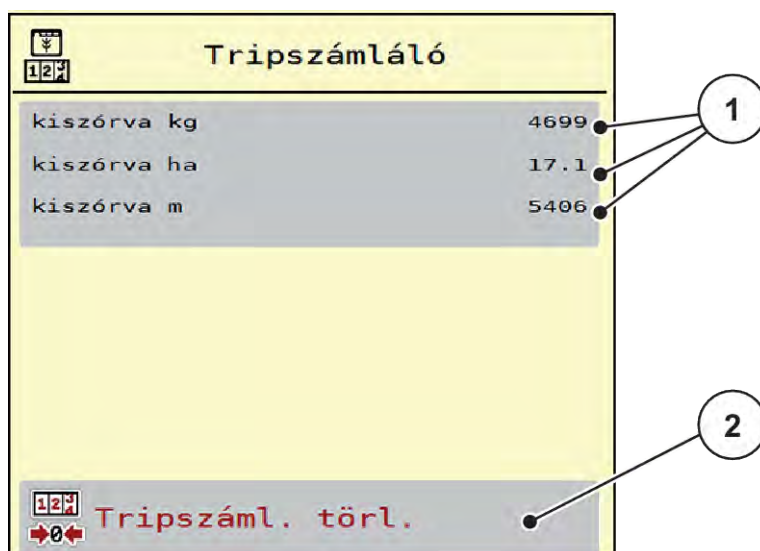 Tripszámláló
kiszórva kg 4699
kiszórva ha 17.1
kiszórva m 5406
1
2
Tripszáml. törl.